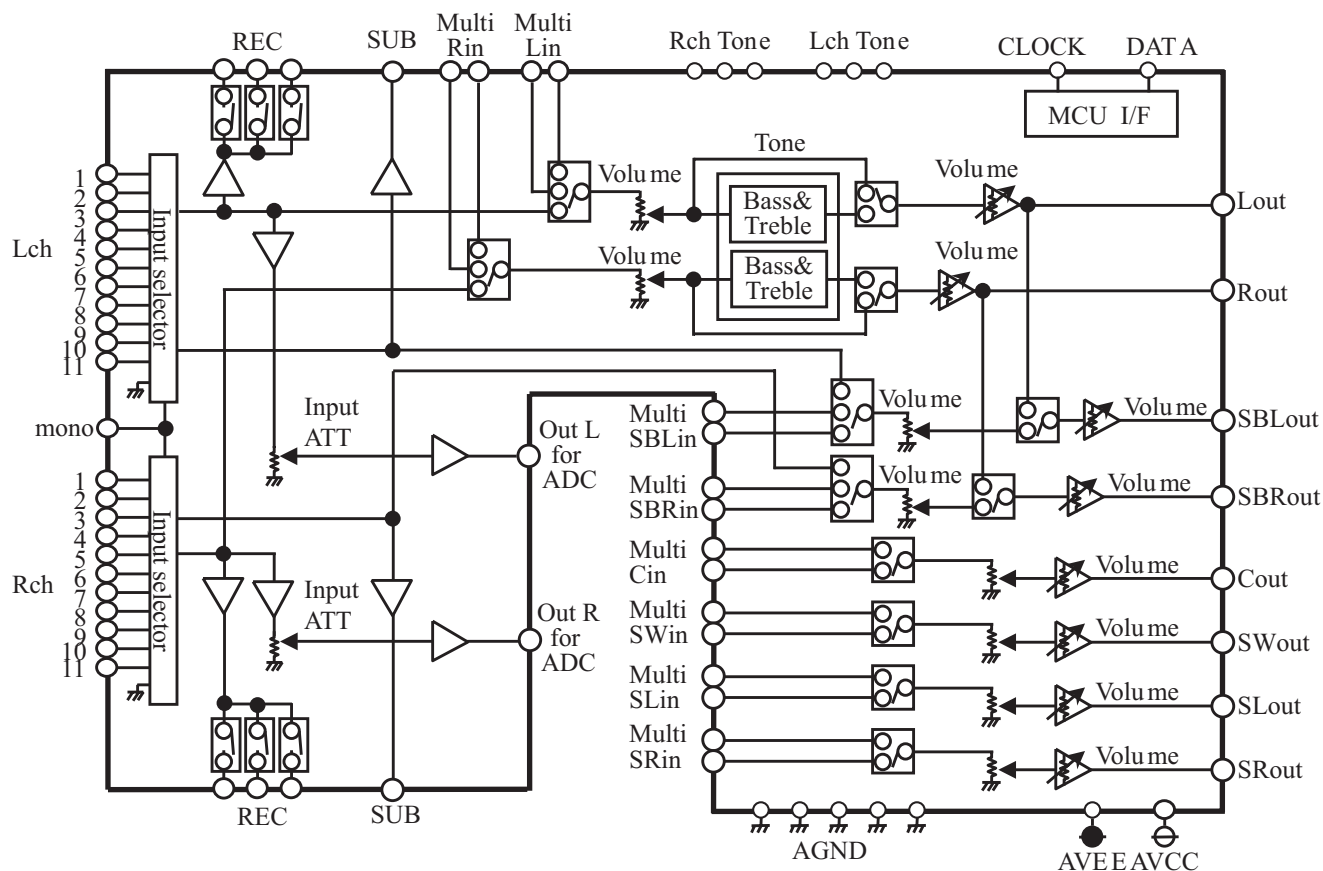 REC
SUB
Multi
Rin
Multi
Lin
Rch Tone
Lch Tone
CLOCK
DATA
MCU I/F
Tone
Volume
Volume
Bass&
Treble
Lout
Lch
1
2
3
4
5
6
7
8
9
10
11
Input selector
Volume
Volume
Bass&
Treble
Rout
mono
Input
ATT
Out L
for
ADC
Multi
SBLin
Volume
Volume
SBLout
Multi
SBRin
Volume
Volume
SBRout
Rch
1
2
3
4
5
6
7
8
9
10
11
Input selector
Input
ATT
Out R
for
ADC
Multi
Cin
Volume
Cout
Multi
SWin
Volume
SWout
Multi
SLin
Volume
SLout
Multi
SRin
Volume
SRout
REC
SUB
AGND
AVEE
AVCC